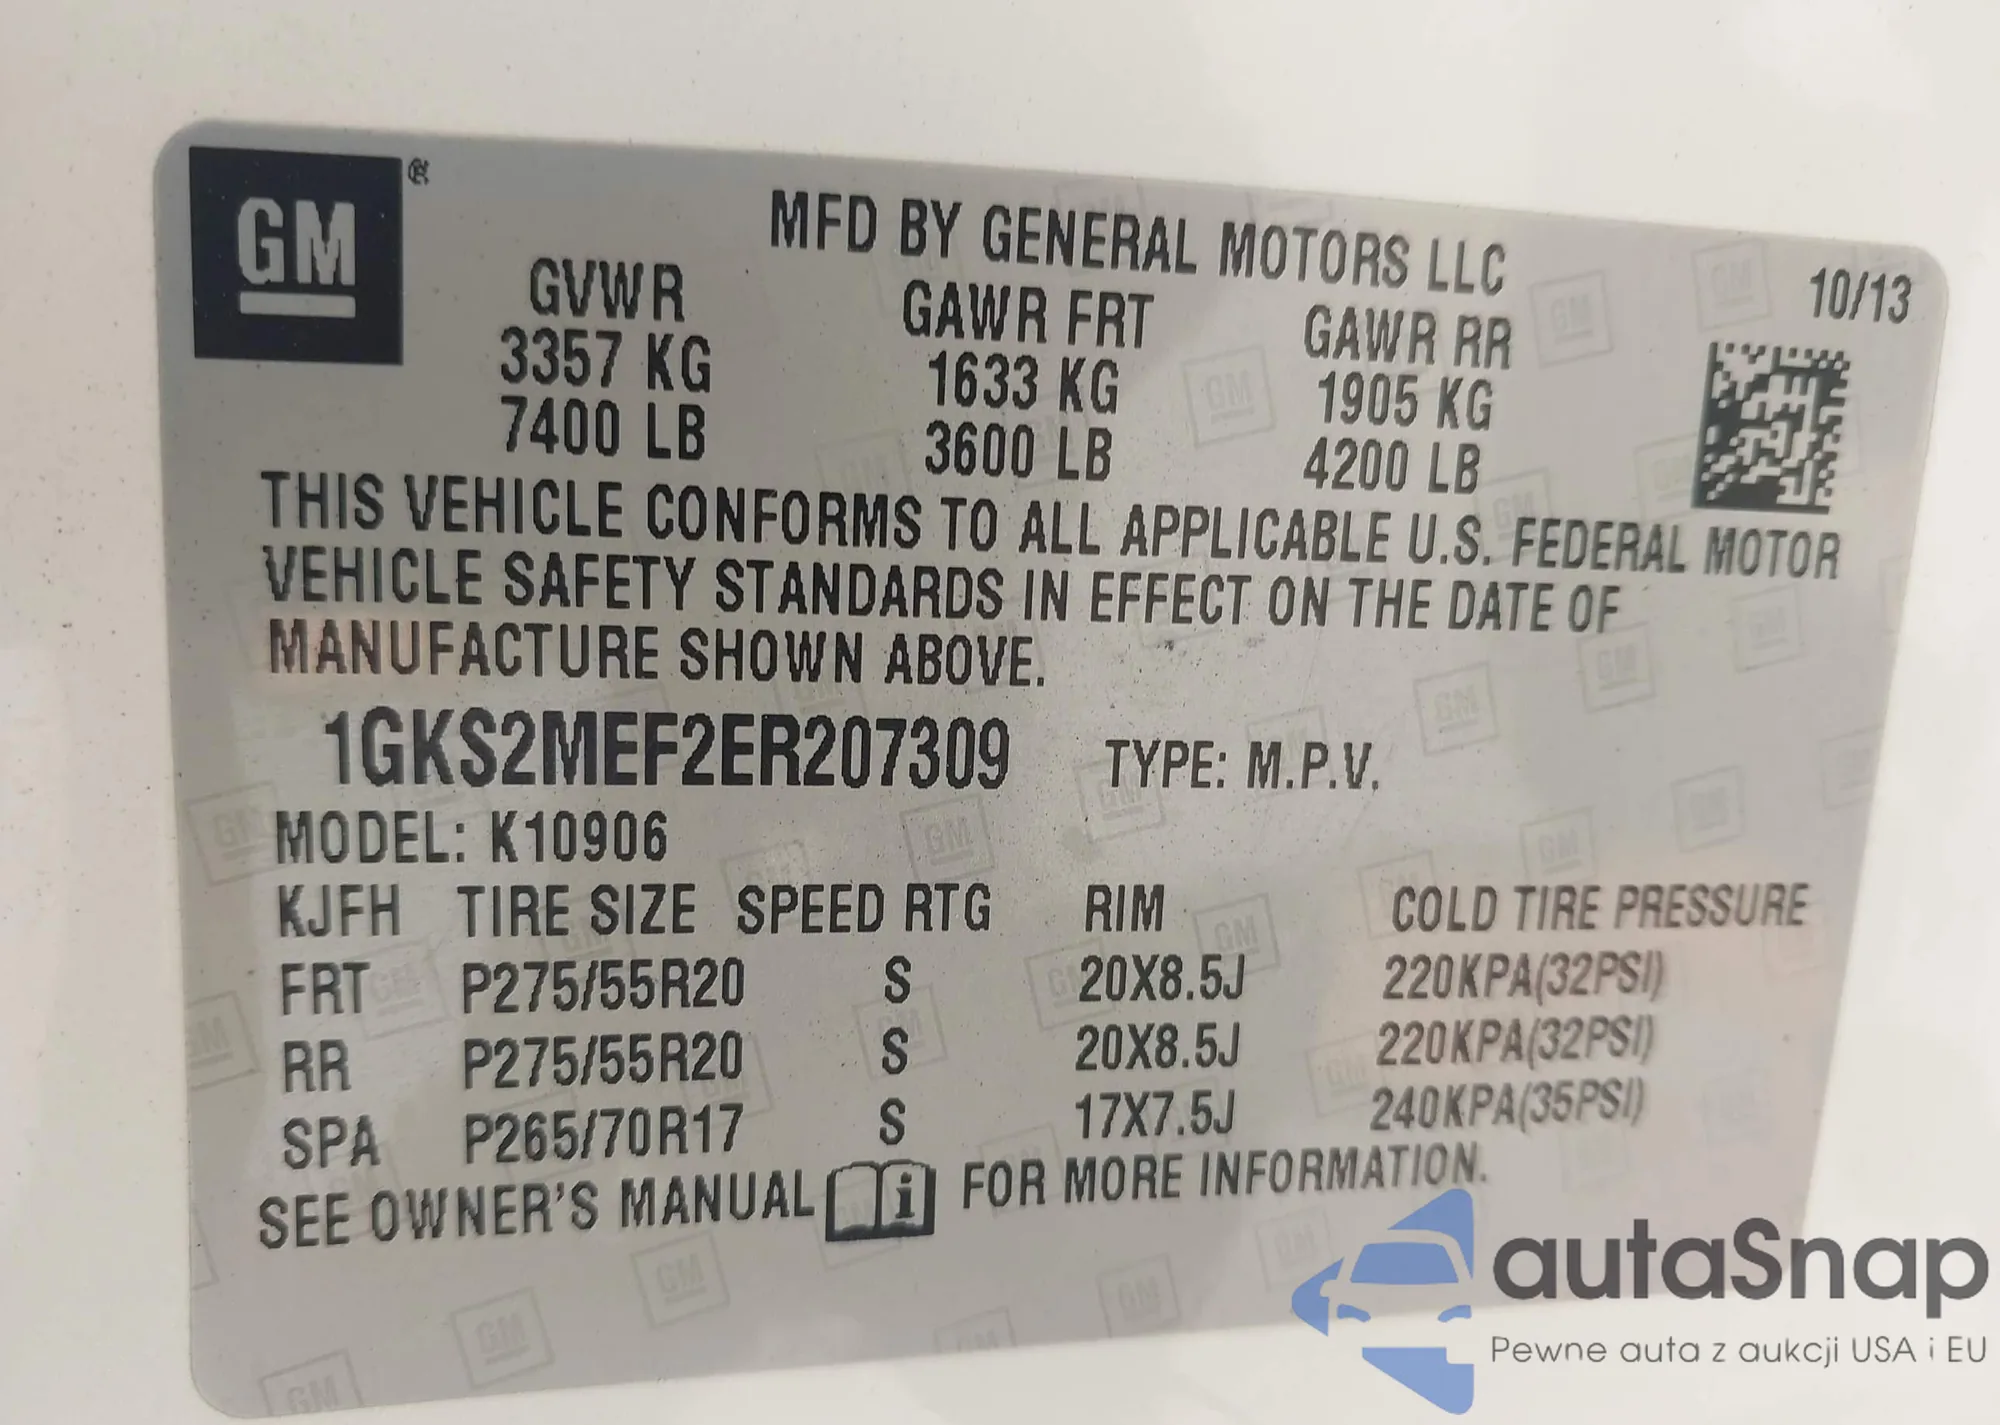 GM ®
MFD BY GENERAL MOTORS LLC
10/13
GVWR GAWR FRT GAWR RR
3357 KG 1633 KG 1905 KG
7400 LB 3600 LB 4200 LB
THIS VEHICLE CONFORMS TO ALL APPLICABLE U.S. FEDERAL MOTOR
VEHICLE SAFETY STANDARDS IN EFFECT ON THE DATE OF
MANUFACTURE SHOWN ABOVE.
1GKS2MEF2ER207309 TYPE: M.P.V.
MODEL: K10906
KJFH TIRE SIZE SPEED RTG RIM COLD TIRE PRESSURE
FRT P275/55R20 S 20X8.5J 220KPA(32PSI)
RR P275/55R20 S 20X8.5J 220KPA(32PSI)
SPA P265/70R17 S 17X7.5J 240KPA(35PSI)
SEE OWNER'S MANUAL i FOR MORE INFORMATION.
autaSnap
Pewne auta z aukcji USA i EU